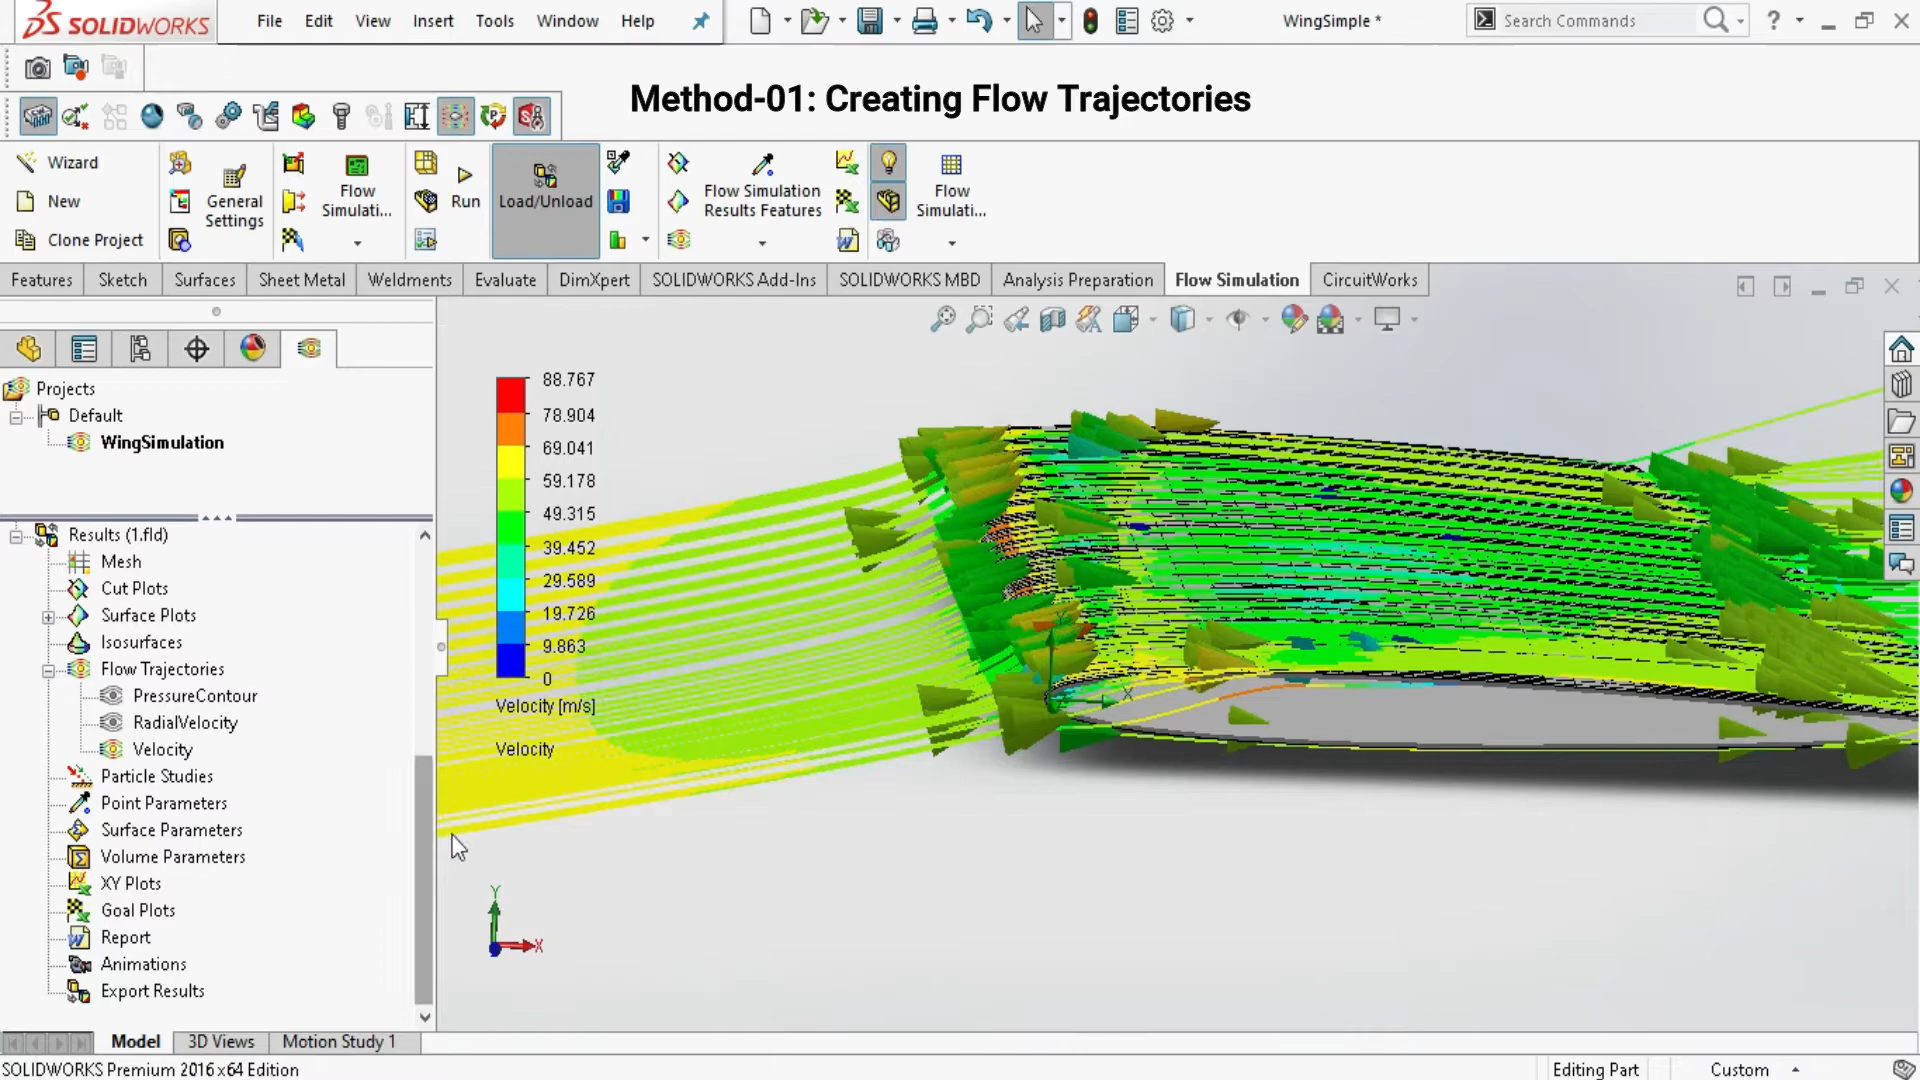 SOLIDWORKS File Edit View Insert Tools Window Help WingSimple * Search Commands ?
Method-01: Creating Flow Trajectories
Wizard
New
Clone Project
General
Settings
Flow
Simulati...
Run
Load/Unload
Flow Simulation
Results Features
Flow
Simulati...
Features Sketch Surfaces Sheet Metal Weldments Evaluate DimXpert SOLIDWORKS Add-Ins SOLIDWORKS MBD Analysis Preparation Flow Simulation CircuitWorks
Projects
Default
WingSimulation
Results (1.fld)
Mesh
Cut Plots
Surface Plots
Isosurfaces
Flow Trajectories
PressureContour
RadialVelocity
Velocity
Particle Studies
Point Parameters
Surface Parameters
Volume Parameters
XY Plots
Goal Plots
Report
Animations
Export Results
88.767
78.904
69.041
59.178
49.315
39.452
29.589
19.726
9.863
0
Velocity [m/s]
Velocity
Y
X
Y
X
Model 3D Views Motion Study 1
SOLIDWORKS Premium 2016 x64 Edition Editing Part Custom